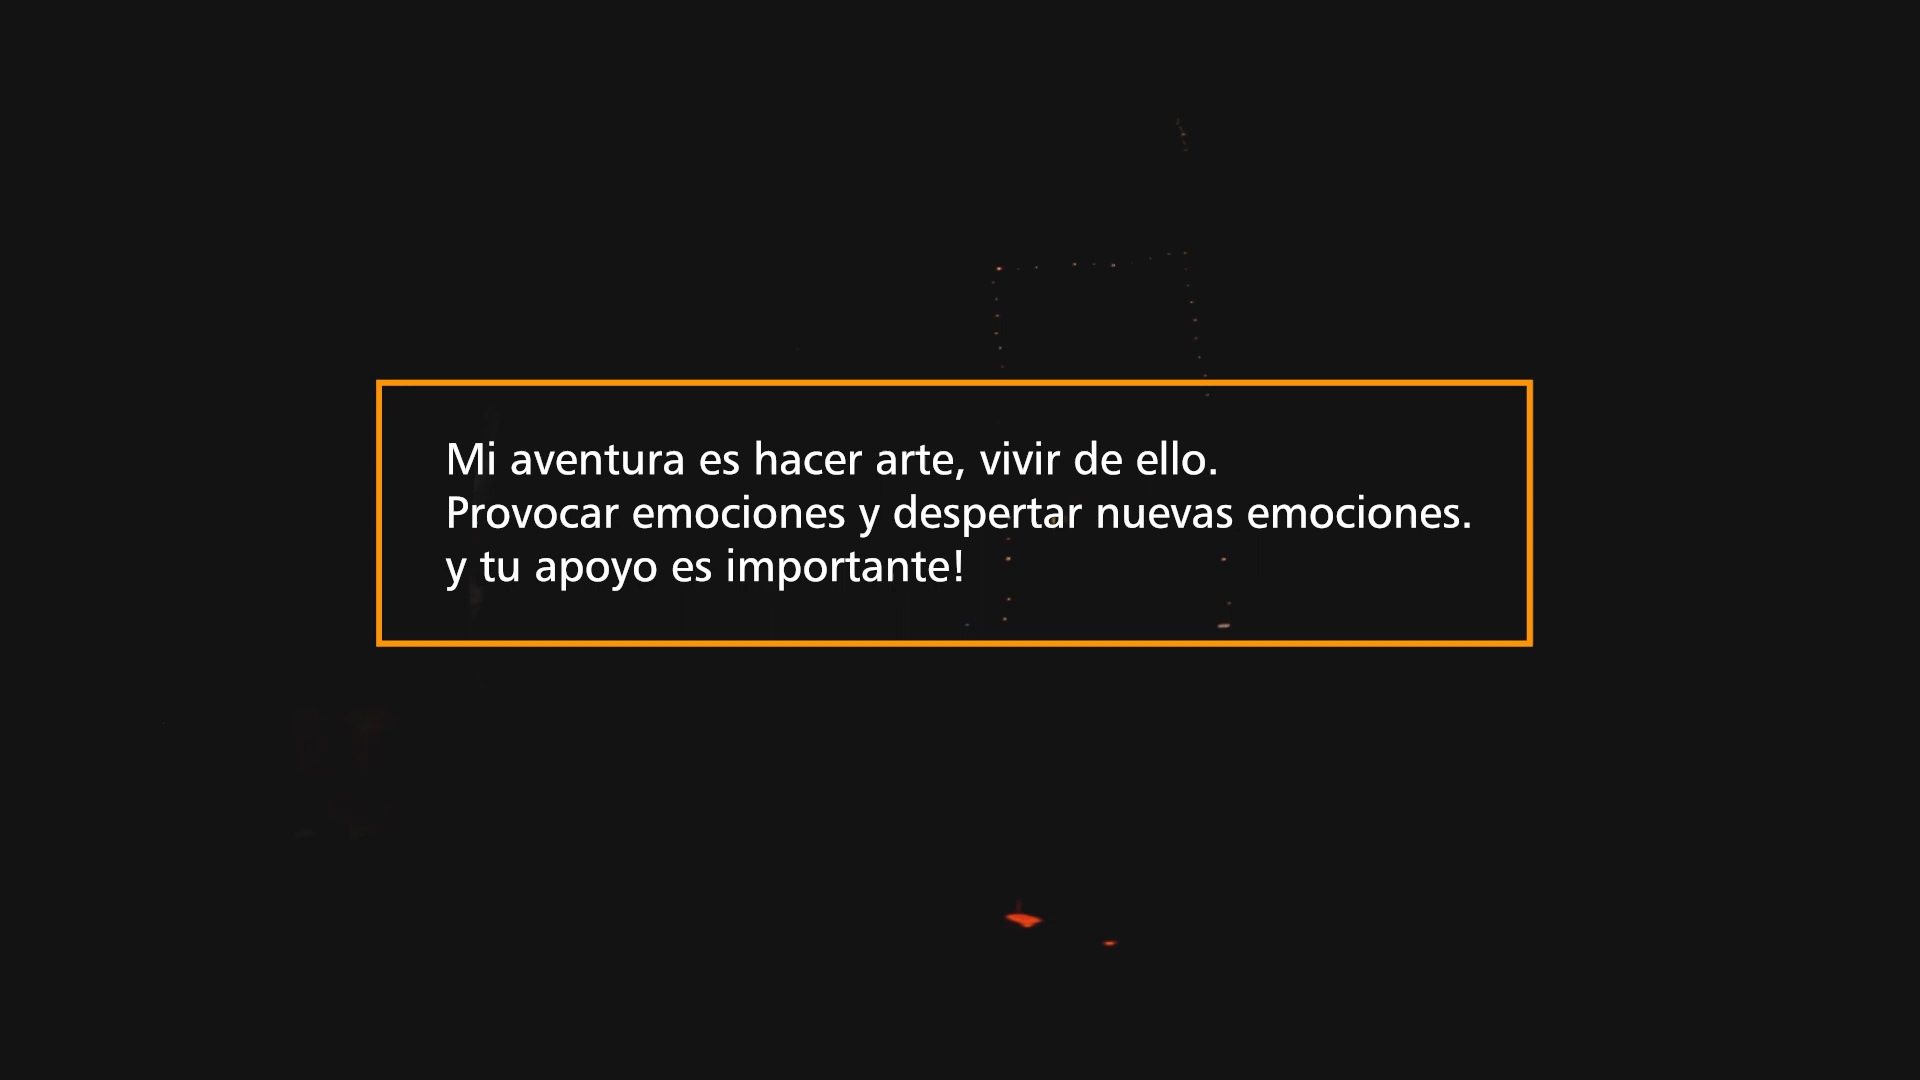 Mi aventura es hacer arte, vivir de ello.
Provocar emociones y despertar nuevas emociones.
y tu apoyo es importante!